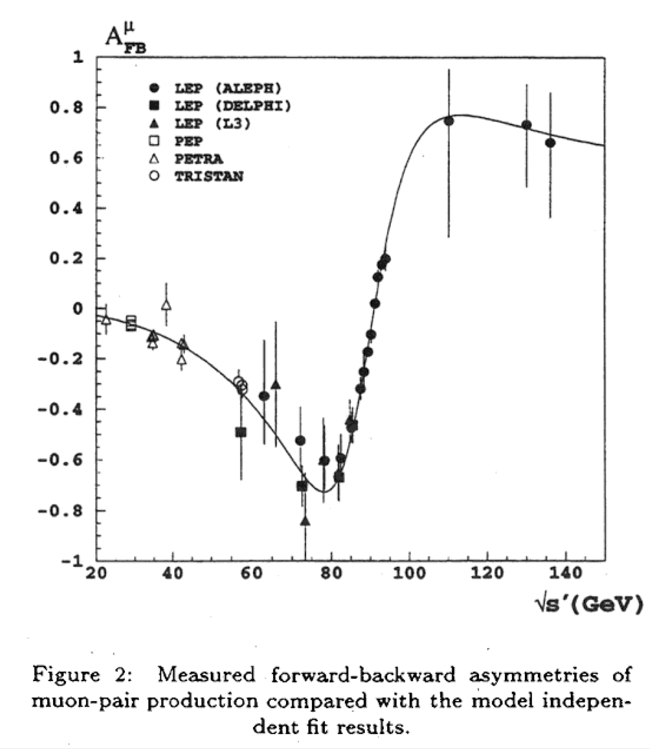 A^μ_FB
1
0.8
0.6
0.4
0.2
0
-0.2
-0.4
-0.6
-0.8
-1
LEP (ALEPH)
LEP (DELPHI)
LEP (L3)
PEP
PETRA
TRISTAN
20 40 60 80 100 120 140
√s′(GeV)
Figure 2: Measured forward-backward asymmetries of
muon-pair production compared with the model indepen-
dent fit results.